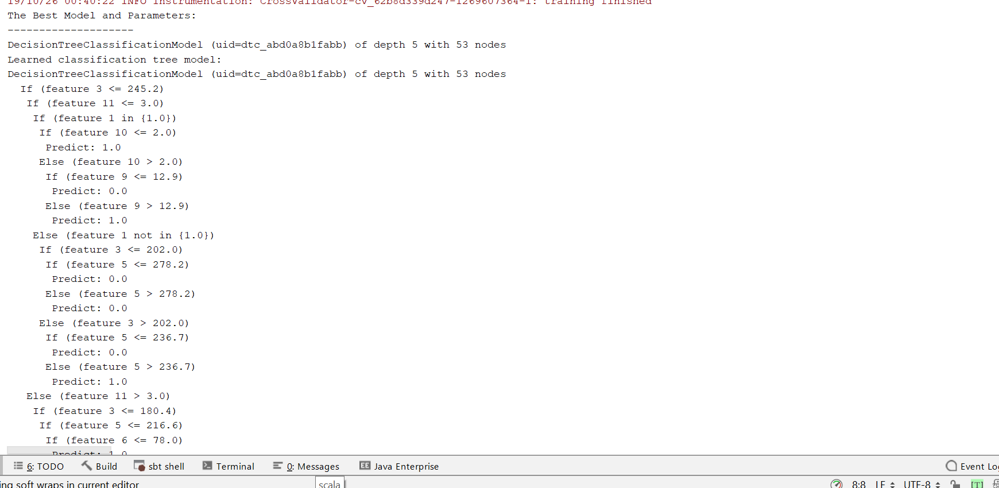 19/10/26 00:40:22 INFO Instrumentation: CrossValidator-cv_62b8d339d247-1269607364-1: training finished
The Best Model and Parameters:
--------------------
DecisionTreeClassificationModel (uid=dtc_abd0a8b1fabb) of depth 5 with 53 nodes
Learned classification tree model:
DecisionTreeClassificationModel (uid=dtc_abd0a8b1fabb) of depth 5 with 53 nodes
  If (feature 3 <= 245.2)
   If (feature 11 <= 3.0)
    If (feature 1 in {1.0})
     If (feature 10 <= 2.0)
      Predict: 1.0
     Else (feature 10 > 2.0)
      If (feature 9 <= 12.9)
       Predict: 0.0
      Else (feature 9 > 12.9)
       Predict: 1.0
    Else (feature 1 not in {1.0})
     If (feature 3 <= 202.0)
      If (feature 5 <= 278.2)
       Predict: 0.0
      Else (feature 5 > 278.2)
       Predict: 0.0
     Else (feature 3 > 202.0)
      If (feature 5 <= 236.7)
       Predict: 0.0
      Else (feature 5 > 236.7)
       Predict: 1.0
   Else (feature 11 > 3.0)
    If (feature 3 <= 180.4)
     If (feature 5 <= 216.6)
      If (feature 6 <= 78.0)
       Predict: 1.0
6: TODO Build sbt shell Terminal 0: Messages EE Java Enterprise Event Log
ing soft wraps in current editor scala 8:8 LF UTF-8 [T]